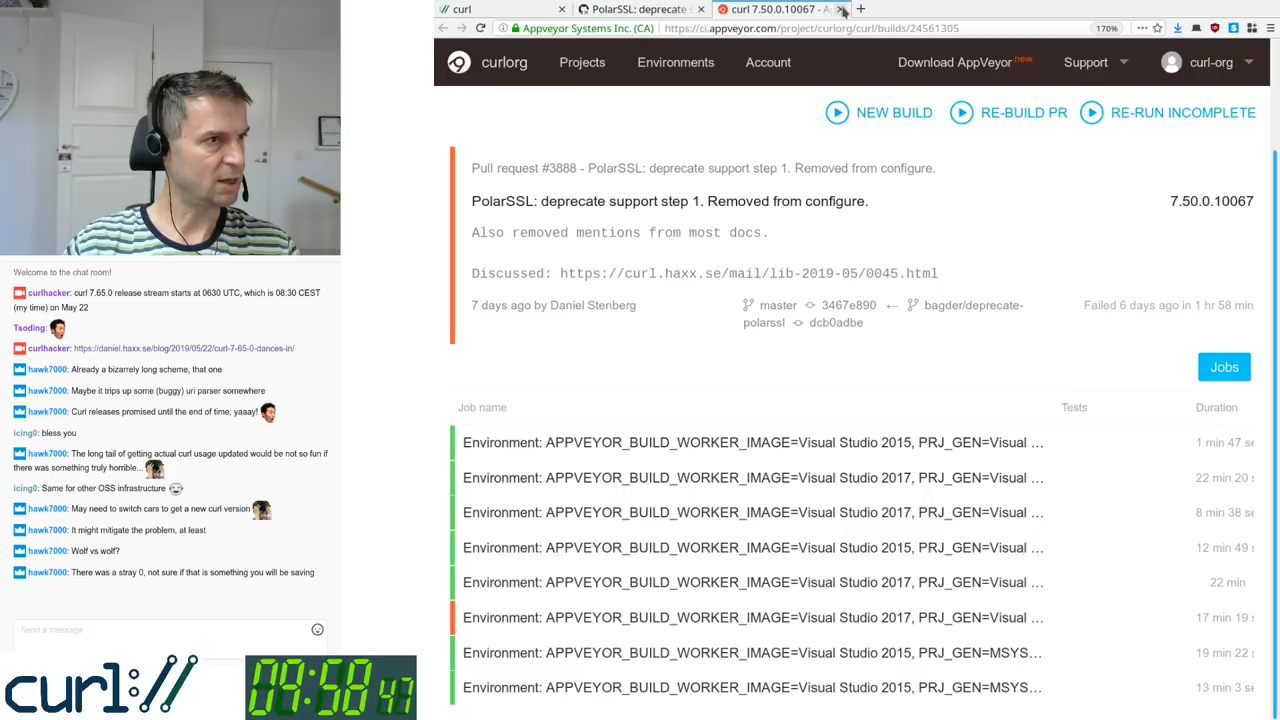 curl
PolarSSL: deprecate s
curl 7.50.0.10067 - A
Appveyor Systems Inc. (CA)
https://ci.appveyor.com/project/curlorg/curl/builds/24561305
170%
curlorg
Projects
Environments
Account
Download AppVeyor new
Support
curl-org
NEW BUILD
RE-BUILD PR
RE-RUN INCOMPLETE
Pull request #3888 - PolarSSL: deprecate support step 1. Removed from configure.
PolarSSL: deprecate support step 1. Removed from configure.
7.50.0.10067
Also removed mentions from most docs.
Discussed: https://curl.haxx.se/mail/lib-2019-05/0045.html
7 days ago by Daniel Stenberg
master 3467e890 ← bagder/deprecate-
polarssl dcb0adbe
Failed 6 days ago in 1 hr 58 min
Jobs
Job name
Tests
Duration
Environment: APPVEYOR_BUILD_WORKER_IMAGE=Visual Studio 2015, PRJ_GEN=Visual …
1 min 47 se
Environment: APPVEYOR_BUILD_WORKER_IMAGE=Visual Studio 2017, PRJ_GEN=Visual …
22 min 20 s
Environment: APPVEYOR_BUILD_WORKER_IMAGE=Visual Studio 2017, PRJ_GEN=Visual …
8 min 38 se
Environment: APPVEYOR_BUILD_WORKER_IMAGE=Visual Studio 2015, PRJ_GEN=Visual …
12 min 49 s
Environment: APPVEYOR_BUILD_WORKER_IMAGE=Visual Studio 2017, PRJ_GEN=Visual …
22 min
Environment: APPVEYOR_BUILD_WORKER_IMAGE=Visual Studio 2017, PRJ_GEN=Visual …
17 min 19 s
Environment: APPVEYOR_BUILD_WORKER_IMAGE=Visual Studio 2015, PRJ_GEN=MSYS…
19 min 22 s
Environment: APPVEYOR_BUILD_WORKER_IMAGE=Visual Studio 2015, PRJ_GEN=MSYS…
13 min 3 se
Welcome to the chat room!
curlhacker: curl 7.65.0 release stream starts at 0630 UTC, which is 08:30 CEST
(my time) on May 22
Tsoding:
curlhacker: https://daniel.haxx.se/blog/2019/05/22/curl-7-65-0-dances-in/
hawk7000: Already a bizarrely long scheme, that one
hawk7000: Maybe it trips up some (buggy) uri parser somewhere
hawk7000: Curl releases promised until the end of time, yaaay!
icing0: bless you
hawk7000: The long tail of getting actual curl usage updated would be not so fun if
there was something truly horrible...
icing0: Same for other OSS infrastructure
hawk7000: May need to switch cars to get a new curl version
hawk7000: It might mitigate the problem, at least
hawk7000: Wolf vs wolf?
hawk7000: There was a stray 0, not sure if that is something you will be saving
Send a message
curl://